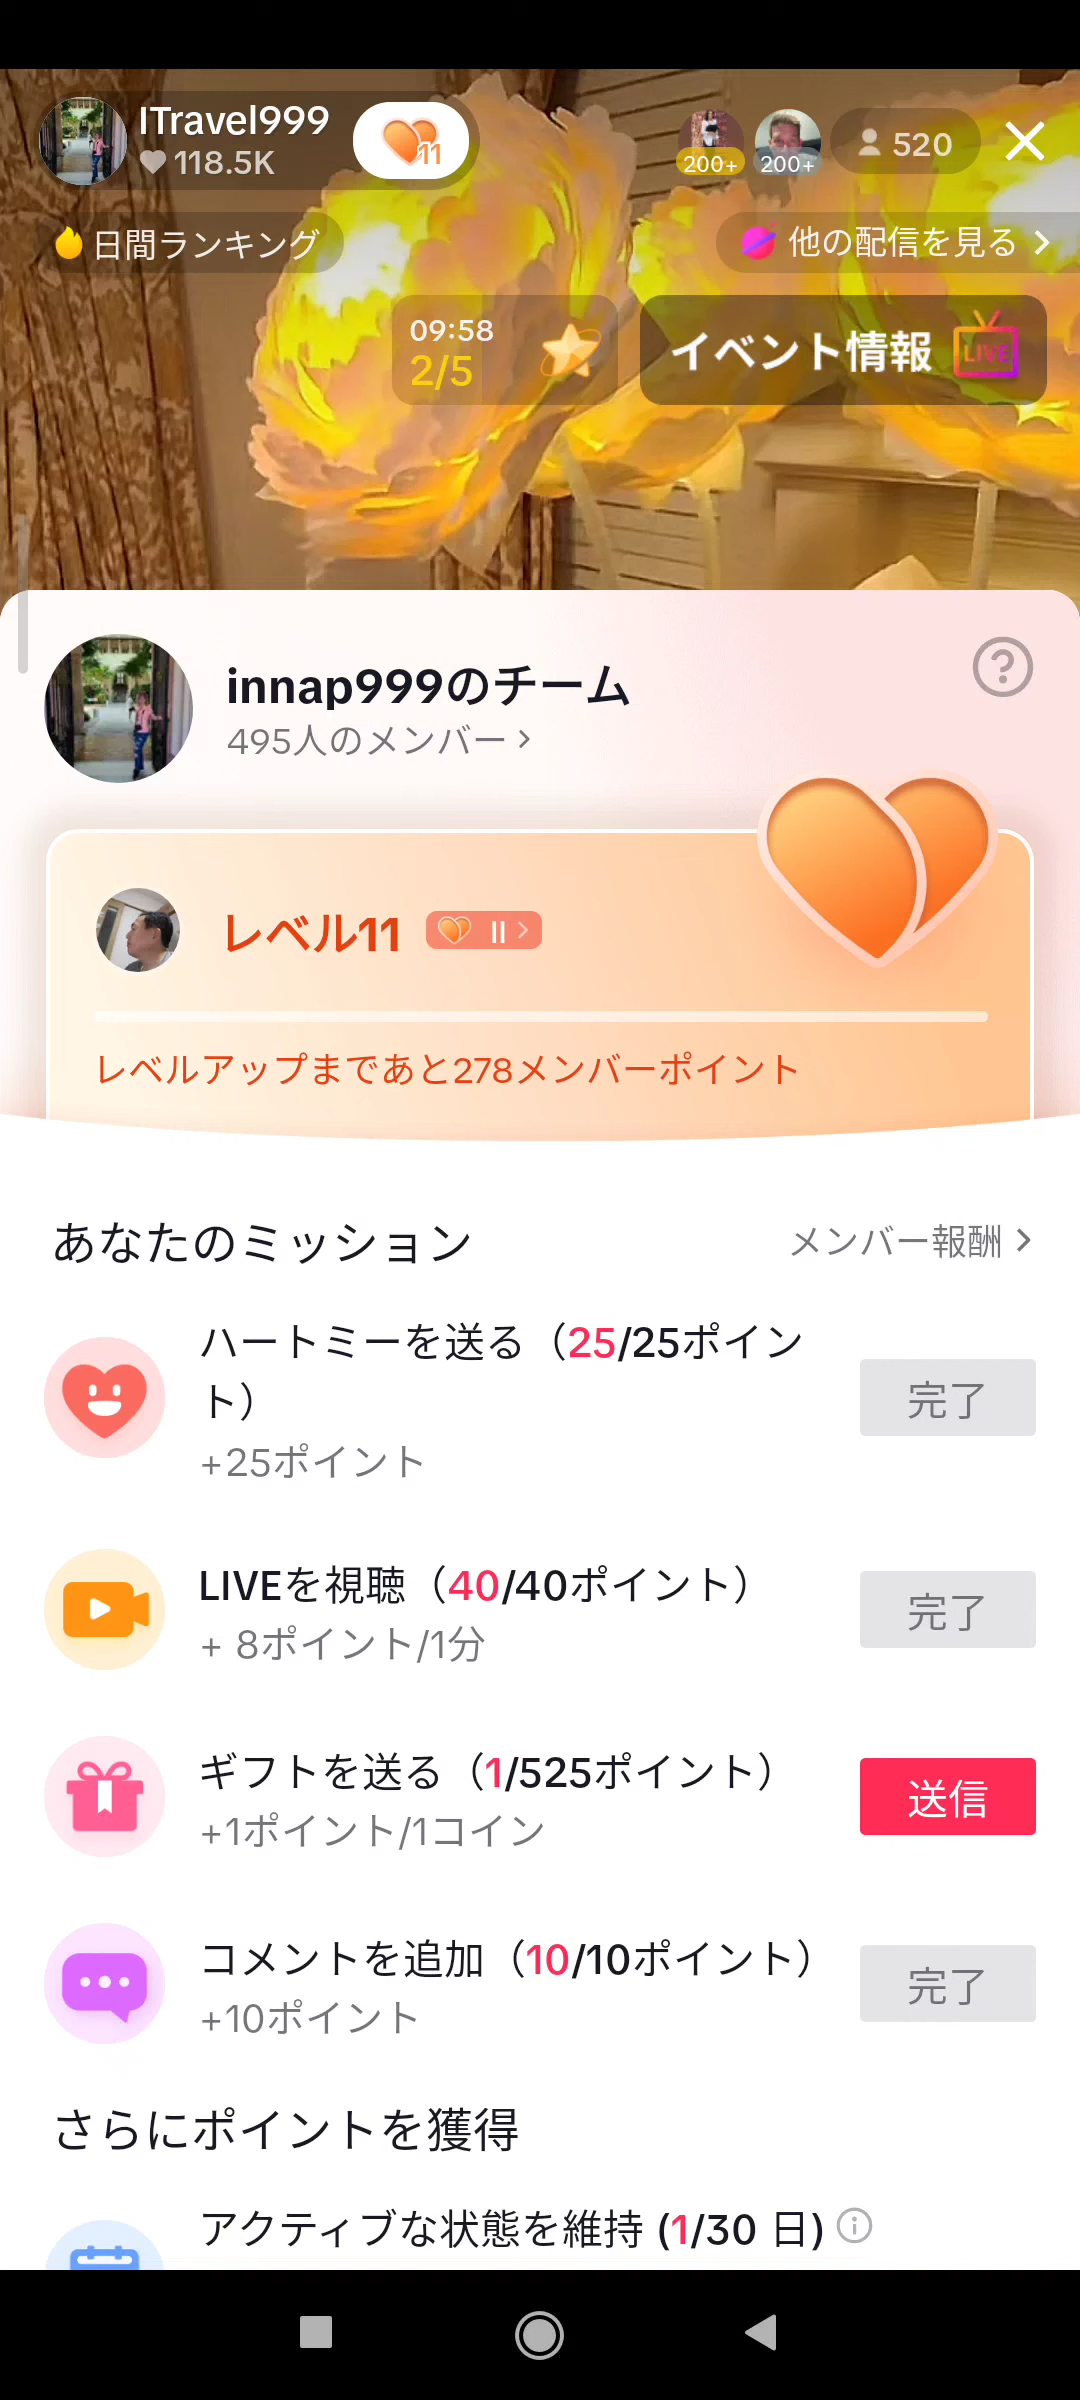 ITravel999
118.5K
11
200+
200+
520
日間ランキング
他の配信を見る
09:58
2/5
イベント情報
LIVE
innap999のチーム
495人のメンバー
レベル11
II
レベルアップまであと278メンバーポイント
あなたのミッション
メンバー報酬
ハートミーを送る（25/25ポイン
ト）
+25ポイント
完了
LIVEを視聴（40/40ポイント）
+ 8ポイント/1分
完了
ギフトを送る（1/525ポイント）
+1ポイント/1コイン
送信
コメントを追加（10/10ポイント）
+10ポイント
完了
さらにポイントを獲得
アクティブな状態を維持 (1/30 日)